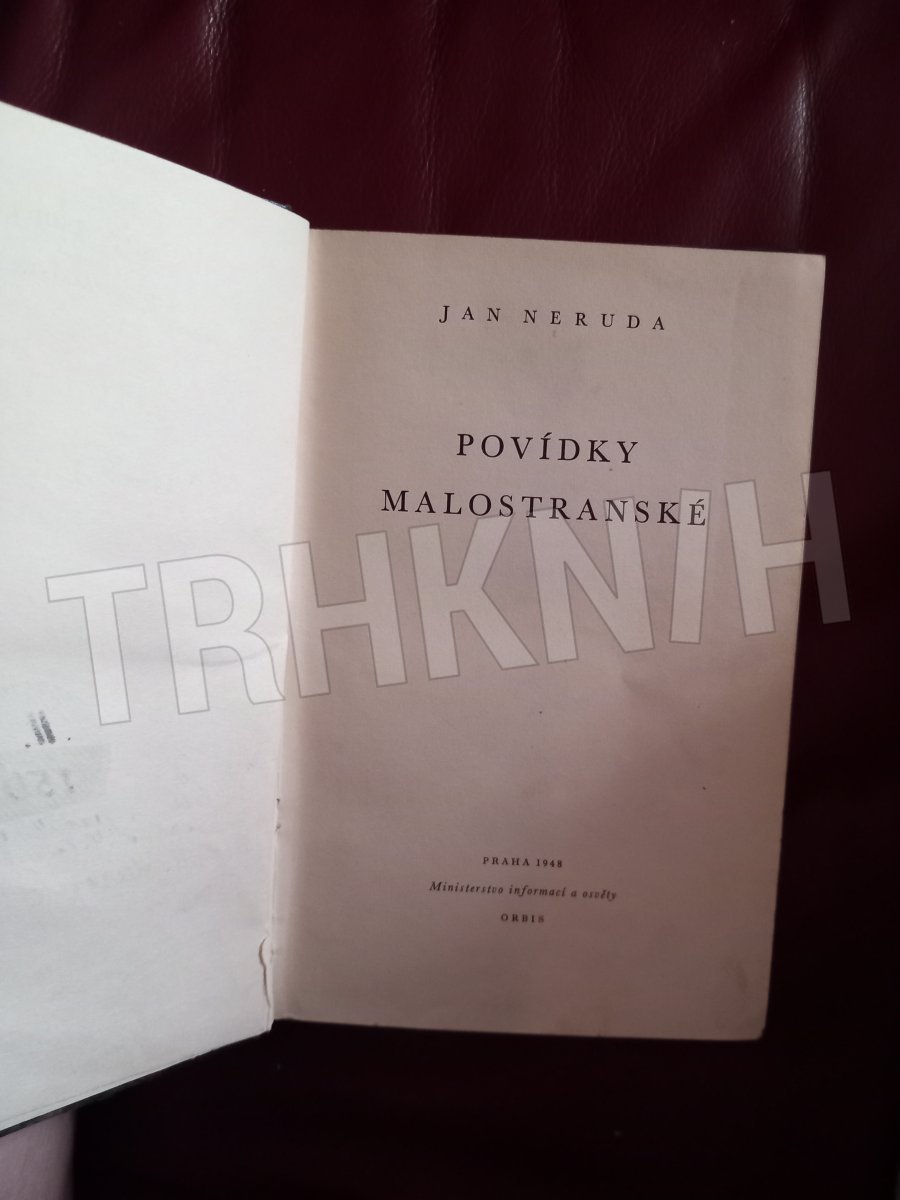 JAN NERUDA
POVÍDKY
MALOSTRANSKÉ
TRHKNIH
PRAHA 1948
Ministerstvo informací a osvěty
ORBIS